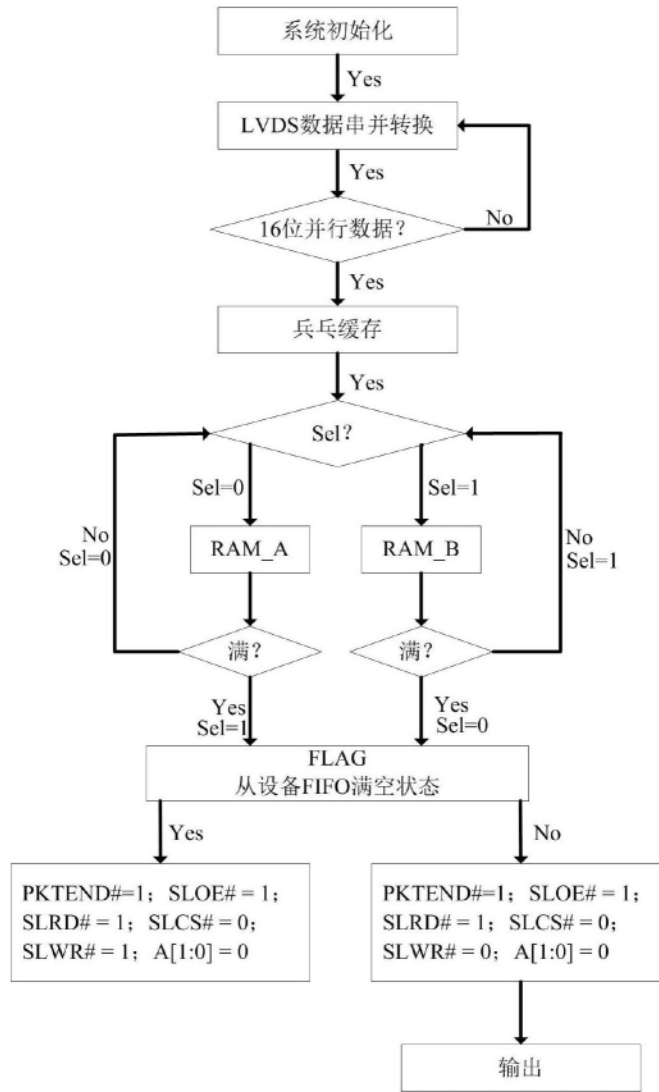 系统初始化
Yes
LVDS数据串并转换
Yes
16位并行数据?
No
Yes
兵乓缓存
Yes
Sel?
Sel=0
Sel=1
No
Sel=0
RAM_A
RAM_B
No
Sel=1
满?
满?
Yes
Sel=1
Yes
Sel=0
FLAG
从设备FIFO满空状态
Yes
No
PKTEND#=1; SLOE# = 1;
SLRD# = 1; SLCS# = 0;
SLWR# = 1; A[1:0] = 0
PKTEND#=1; SLOE# = 1;
SLRD# = 1; SLCS# = 0;
SLWR# = 0; A[1:0] = 0
输出